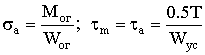 σₐ = Mог / Wог; τₘ = τₐ = 0.5T / Wус